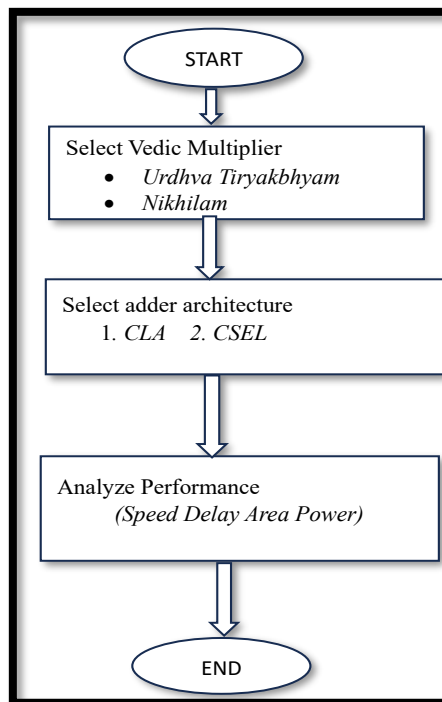 START
Select Vedic Multiplier
• Urdhva Tiryakbhyam
• Nikhilam
Select adder architecture
1. CLA 2. CSEL
Analyze Performance
(Speed Delay Area Power)
END